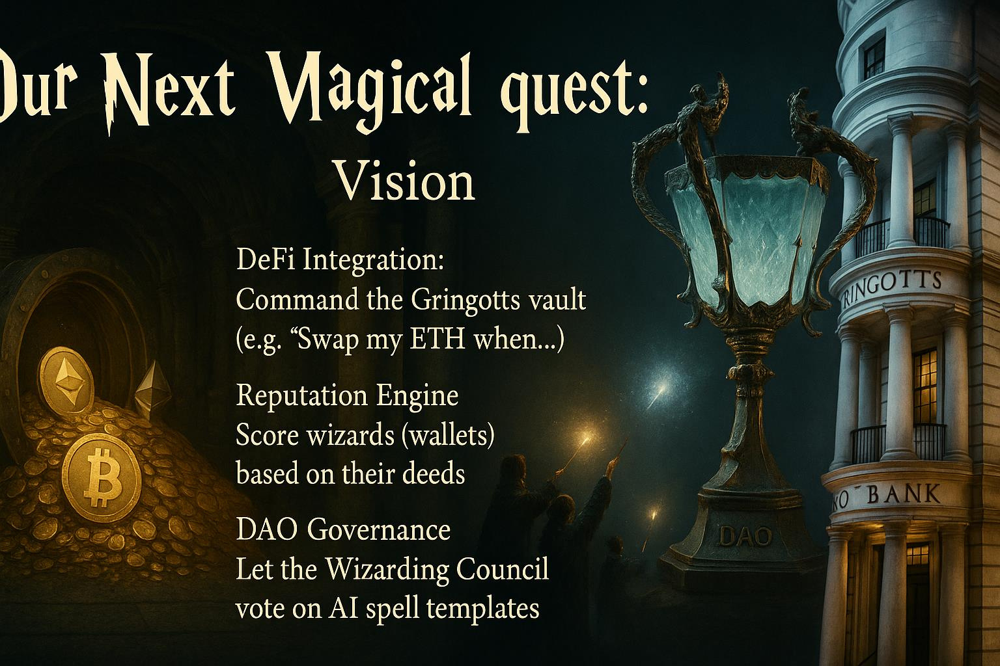 Our Next Magical quest:
Vision
DeFi Integration:
Command the Gringotts vault
(e.g. “Swap my ETH when...)
Reputation Engine
Score wizards (wallets)
based on their deeds
DAO Governance
Let the Wizarding Council
vote on AI spell templates
DAO
RINGOTTS
BANK